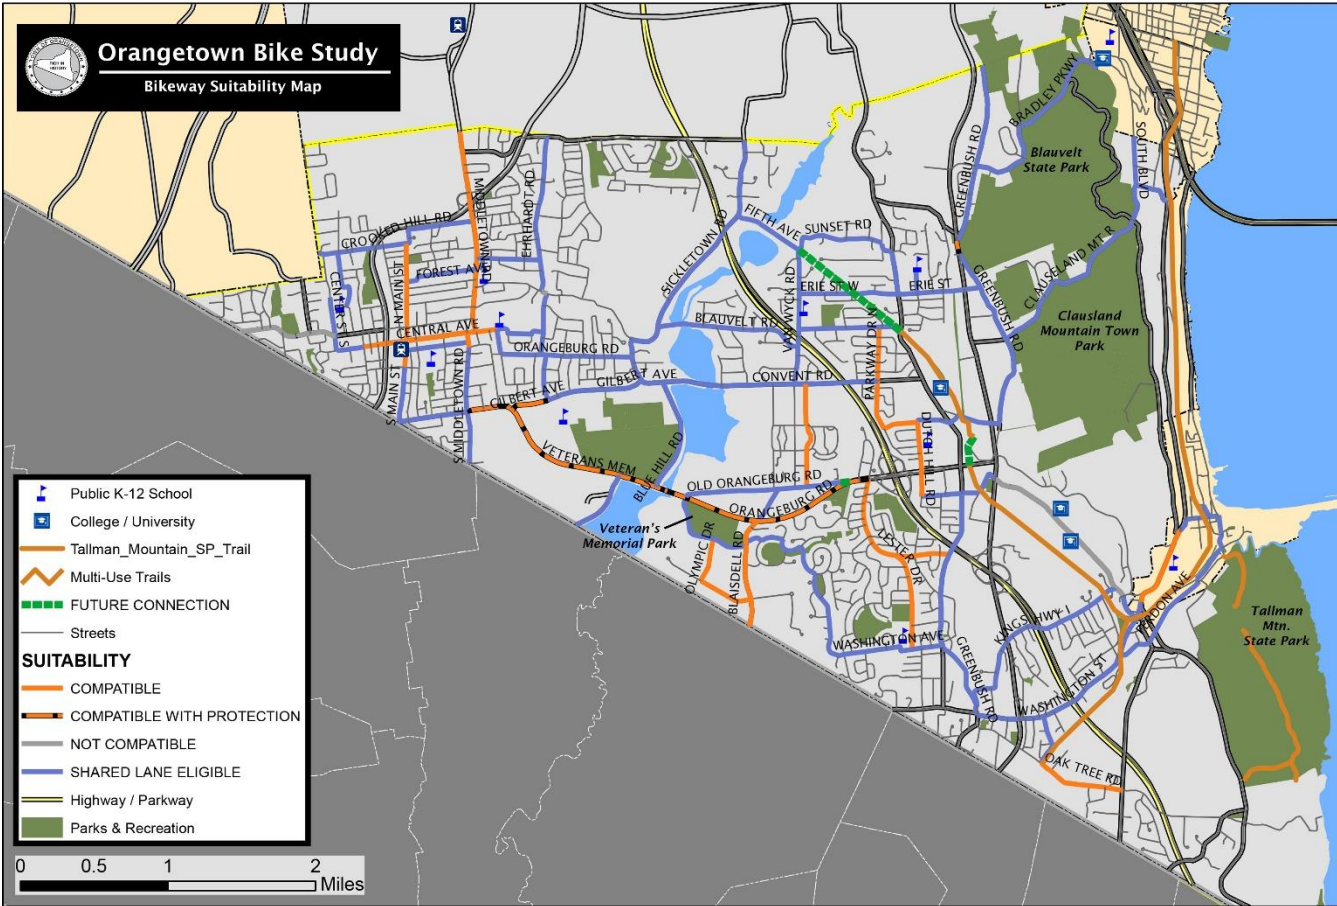 TOWN OF ORANGETOWN
Orangetown Bike Study
Bikeway Suitability Map
BRADLEY PKWY
GREENBUSH RD
Blauvelt
State Park
SOUTH BLVD
MIDDLETOWN RD
EHRHARDT RD
CROOKED HILL RD
N MAIN ST
FOREST AVE
CENTER ST S
CENTRAL AVE
ORANGEBURG RD
SICKLETOWN RD
FIFTH AVE
SUNSET RD
ERIE ST W
ERIE ST
VAN WYCK RD
BLAUVELT RD
GREENBUSH RD
CLAUSELAND MT R
Clausland
Mountain Town
Park
GILBERT AVE
GILBERT AVE
CONVENT RD
PARKWAY DR N
S MAIN ST
S MIDDLETOWN RD
VETERANS MEM
BLUE HILL RD
OLD ORANGEBURG RD
ORANGEBURG RD
DUTCH HILL RD
Veteran's
Memorial Park
OLYMPIC DR
BLAISDELL RD
LESTER DR
WASHINGTON AVE
KINGS HWY I
GREENBUSH RD
WASHINGTON ST
OAK TREE RD
Tallman
Mtn.
State Park
Public K-12 School
College / University
Tallman_Mountain_SP_Trail
Multi-Use Trails
FUTURE CONNECTION
Streets
SUITABILITY
COMPATIBLE
COMPATIBLE WITH PROTECTION
NOT COMPATIBLE
SHARED LANE ELIGIBLE
Highway / Parkway
Parks & Recreation
0 0.5 1 2
Miles